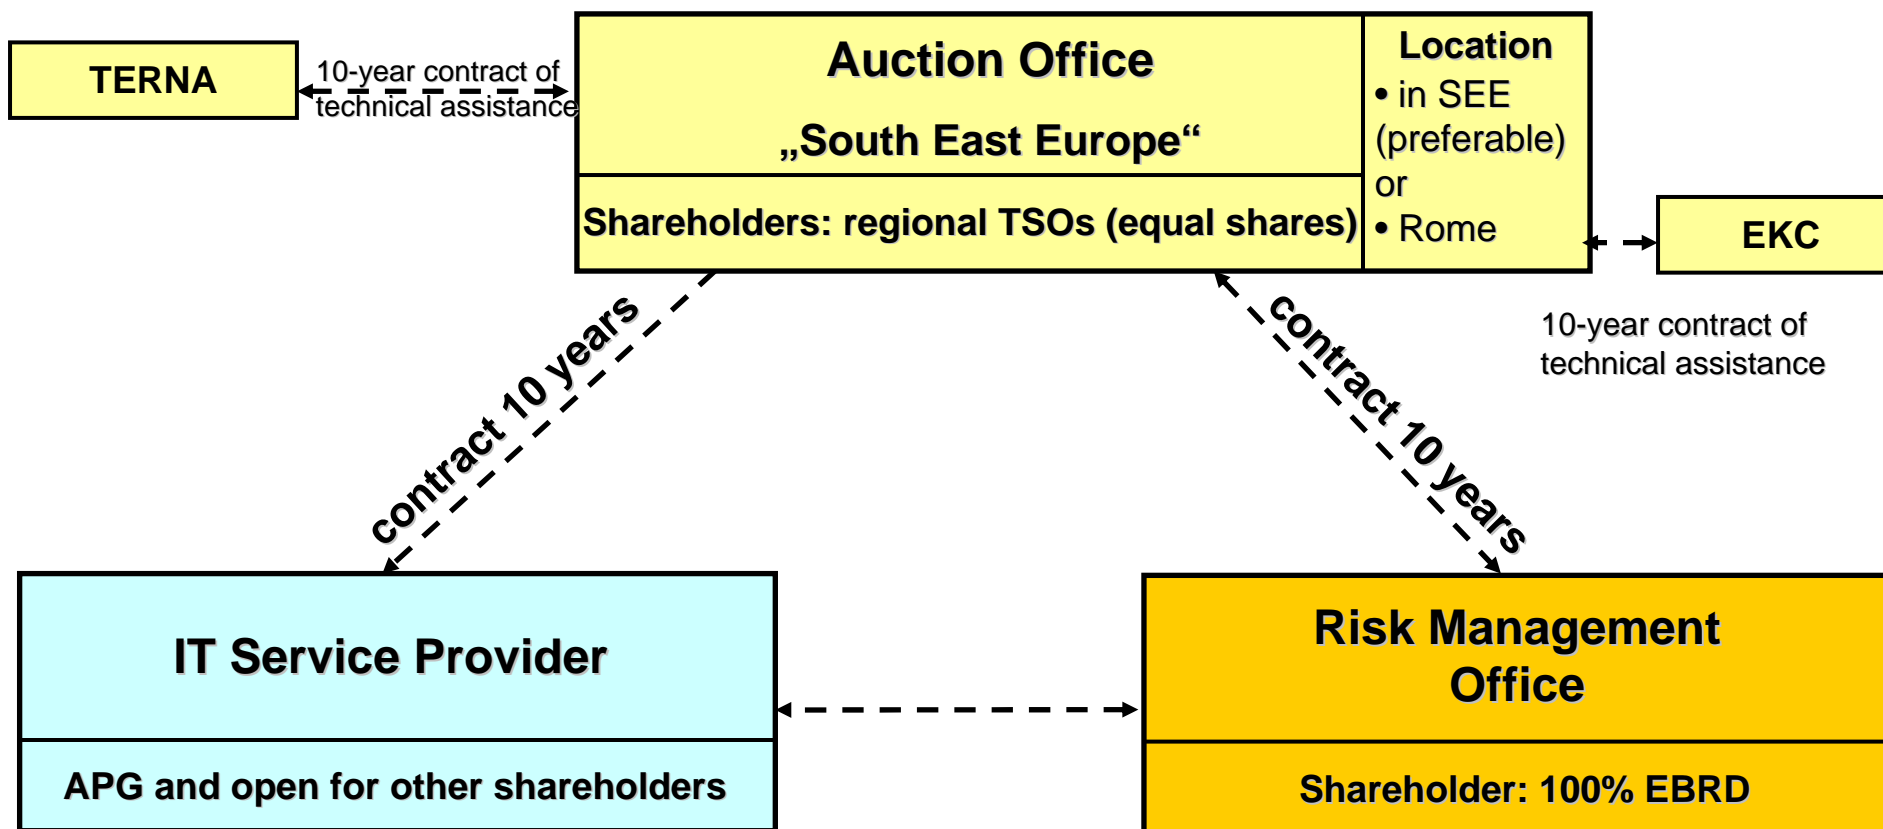 TERNA
10-year contract of
technical assistance
Auction Office
„South East Europe“
Shareholders: regional TSOs (equal shares)
Location
• in SEE
(preferable)
or
• Rome
EKC
10-year contract of
technical assistance
contract 10 years
contract 10 years
IT Service Provider
APG and open for other shareholders
Risk Management
Office
Shareholder: 100% EBRD